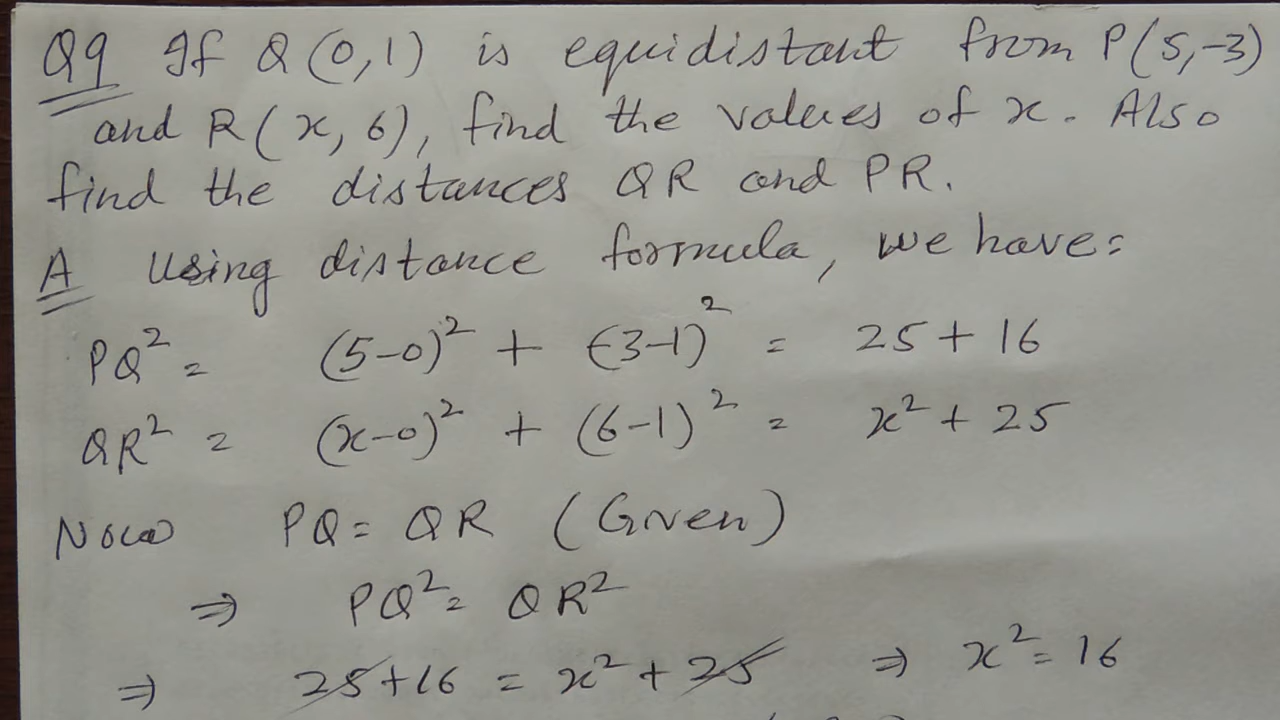 Q9 If Q(0,1) is equidistant from P(5,-3)
and R(x,6), find the values of x. Also
find the distances QR and PR.
A Using distance formula, we have:
PQ² = (5-0)² + (-3-1)² = 25+16
QR² = (x-0)² + (6-1)² = x²+25
Now PQ = QR (Given)
⇒ PQ² = QR²
⇒ 25+16 = x²+25 ⇒ x² = 16